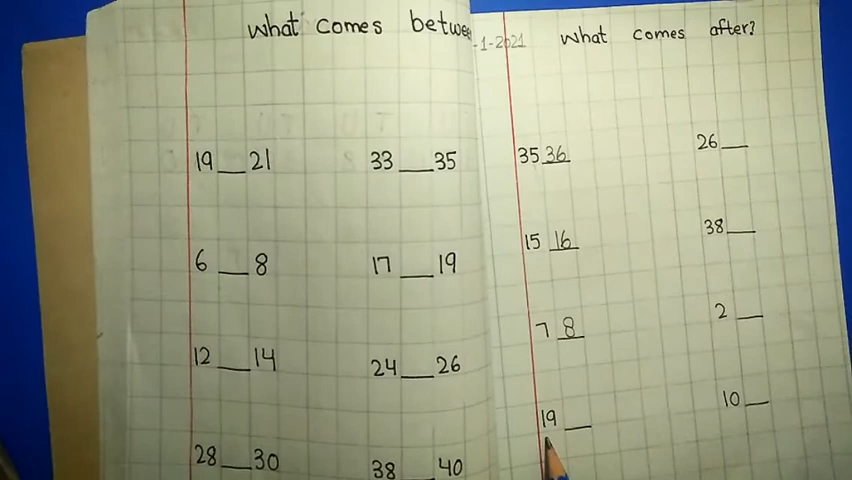 what comes
19 __ 21 33 __ 35
6 __ 8 17 __ 19
12 __ 14 24 __ 26
28 __ 30 38 __ 40
-1-2021
what comes after?
35 36 26 __
15 16 38 __
7 8 2 __
19 __ 10 __